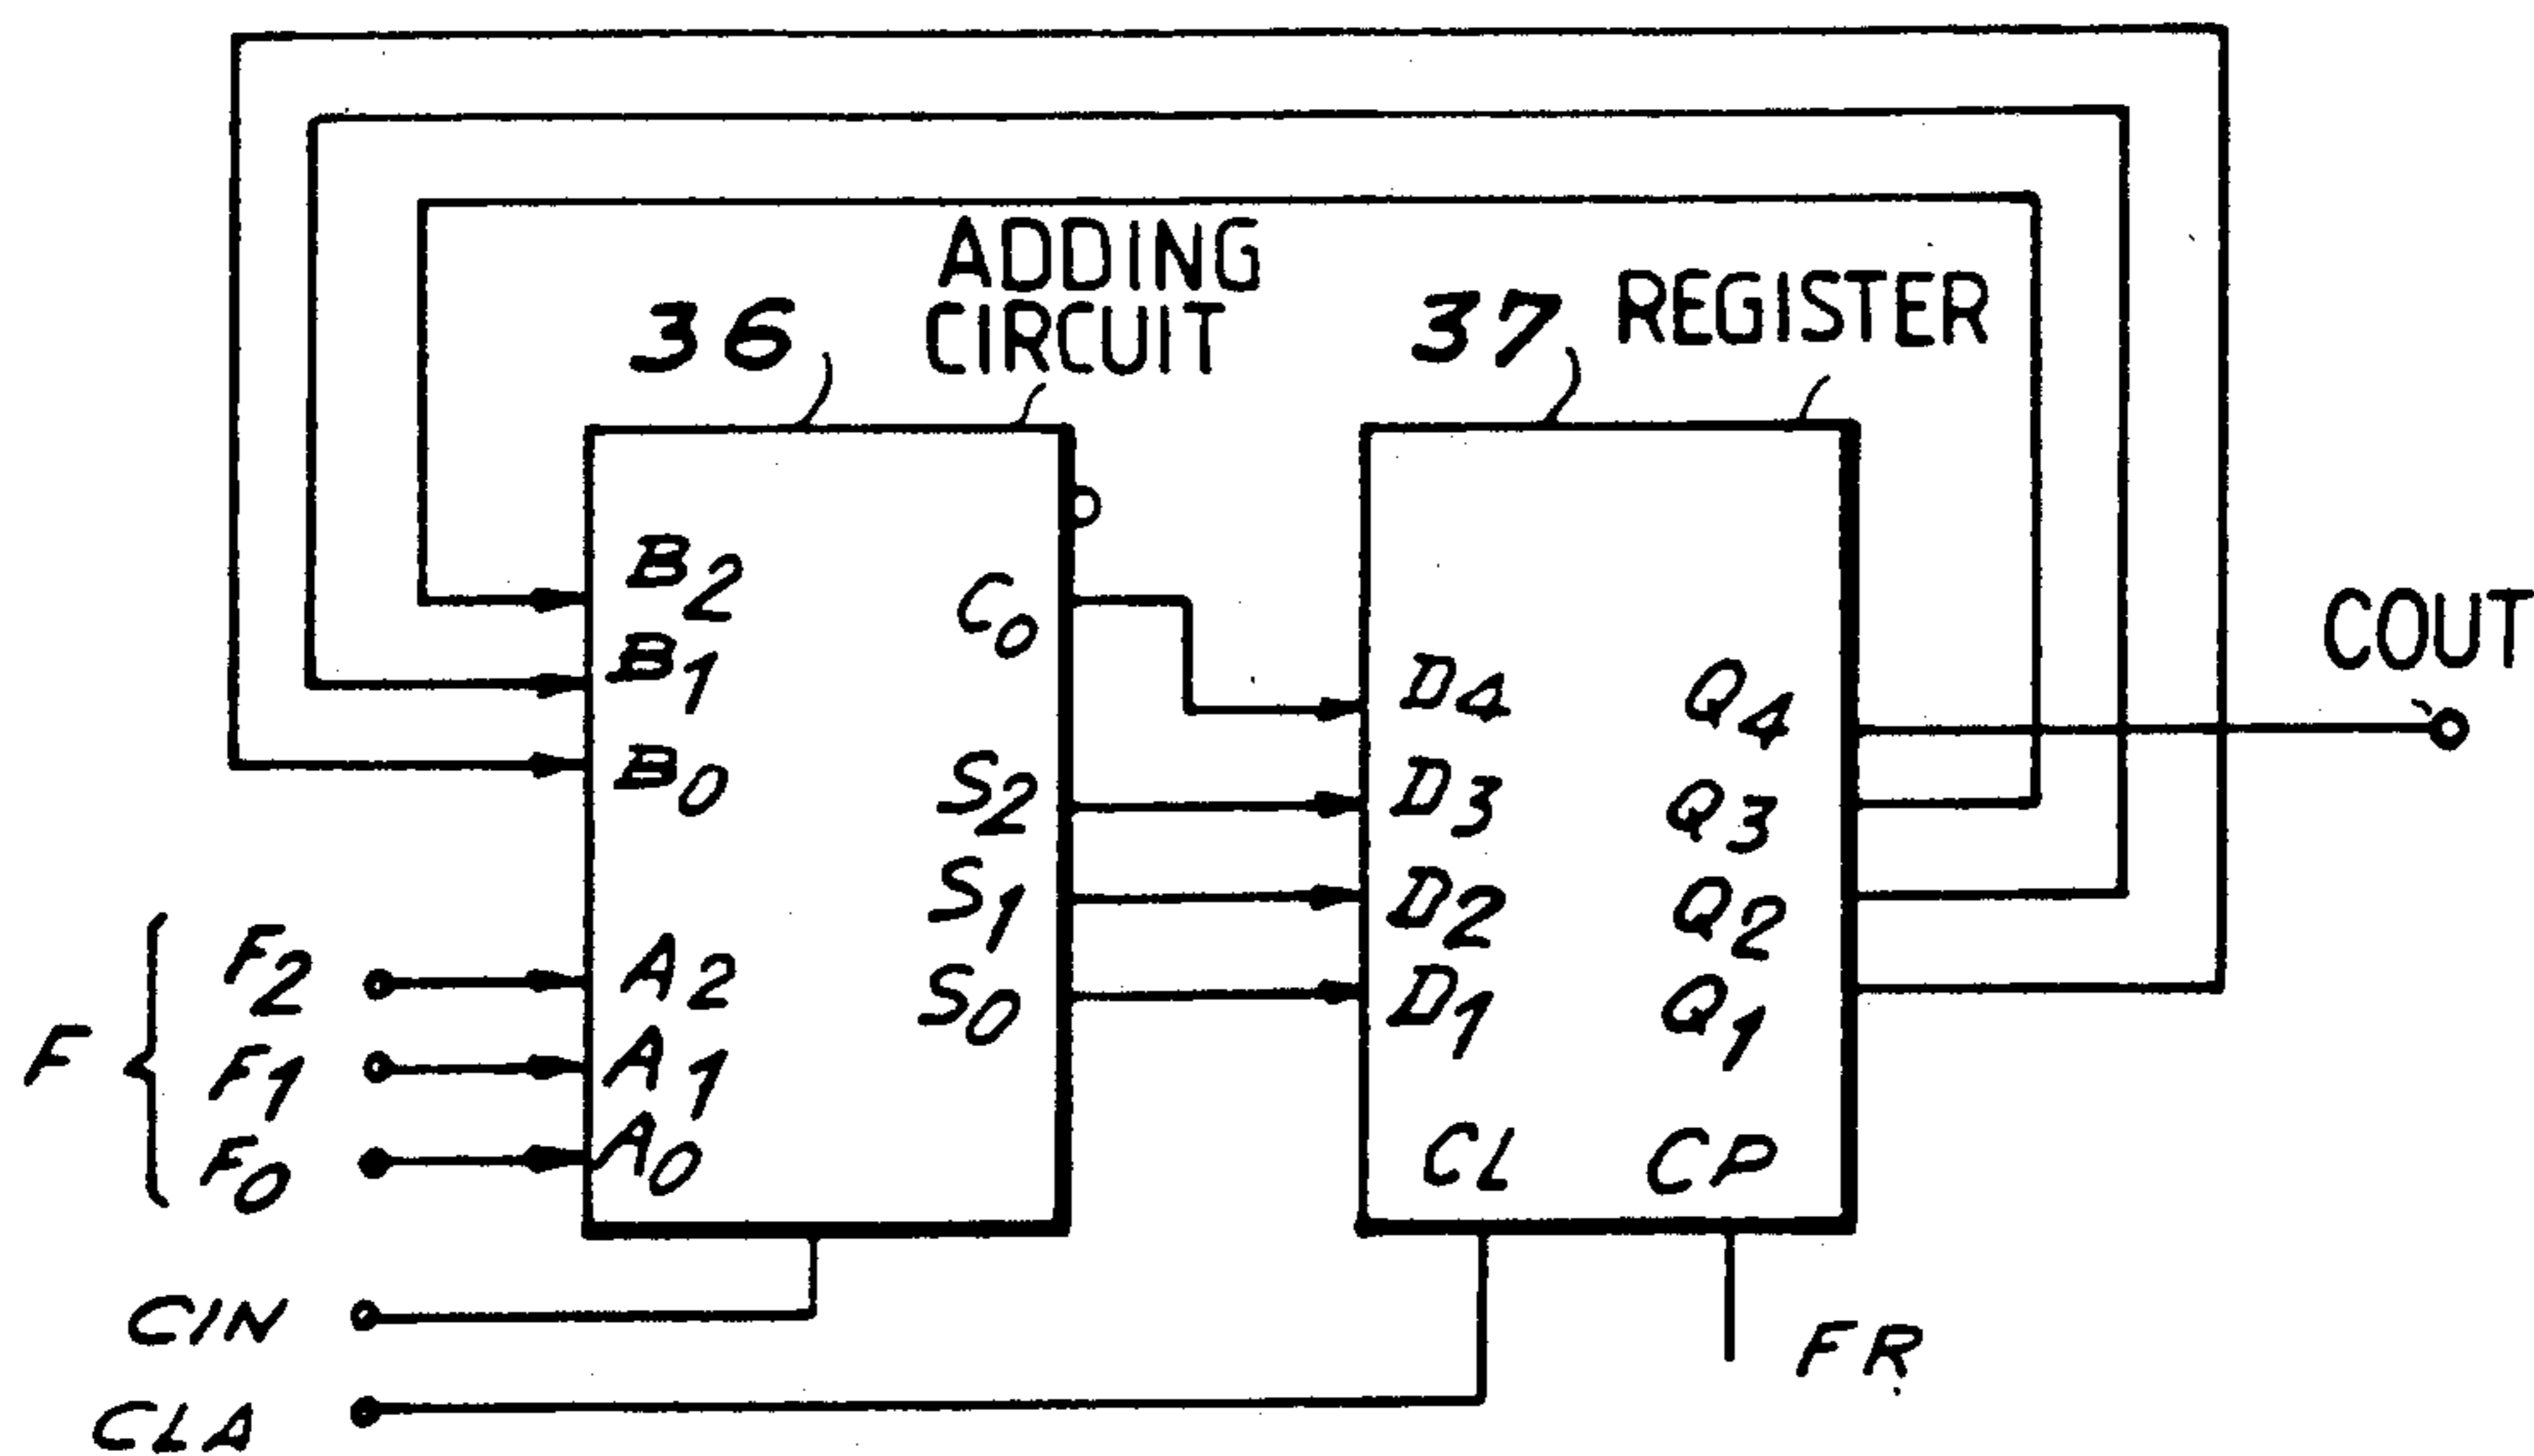 ADDING
CIRCUIT
36
37
REGISTER
B2
B1
B0
C0
S2
S1
S0
A2
A1
A0
D4
D3
D2
D1
Q4
Q3
Q2
Q1
CL
CP
COUT
F
F2
F1
F0
CIN
CLA
FR